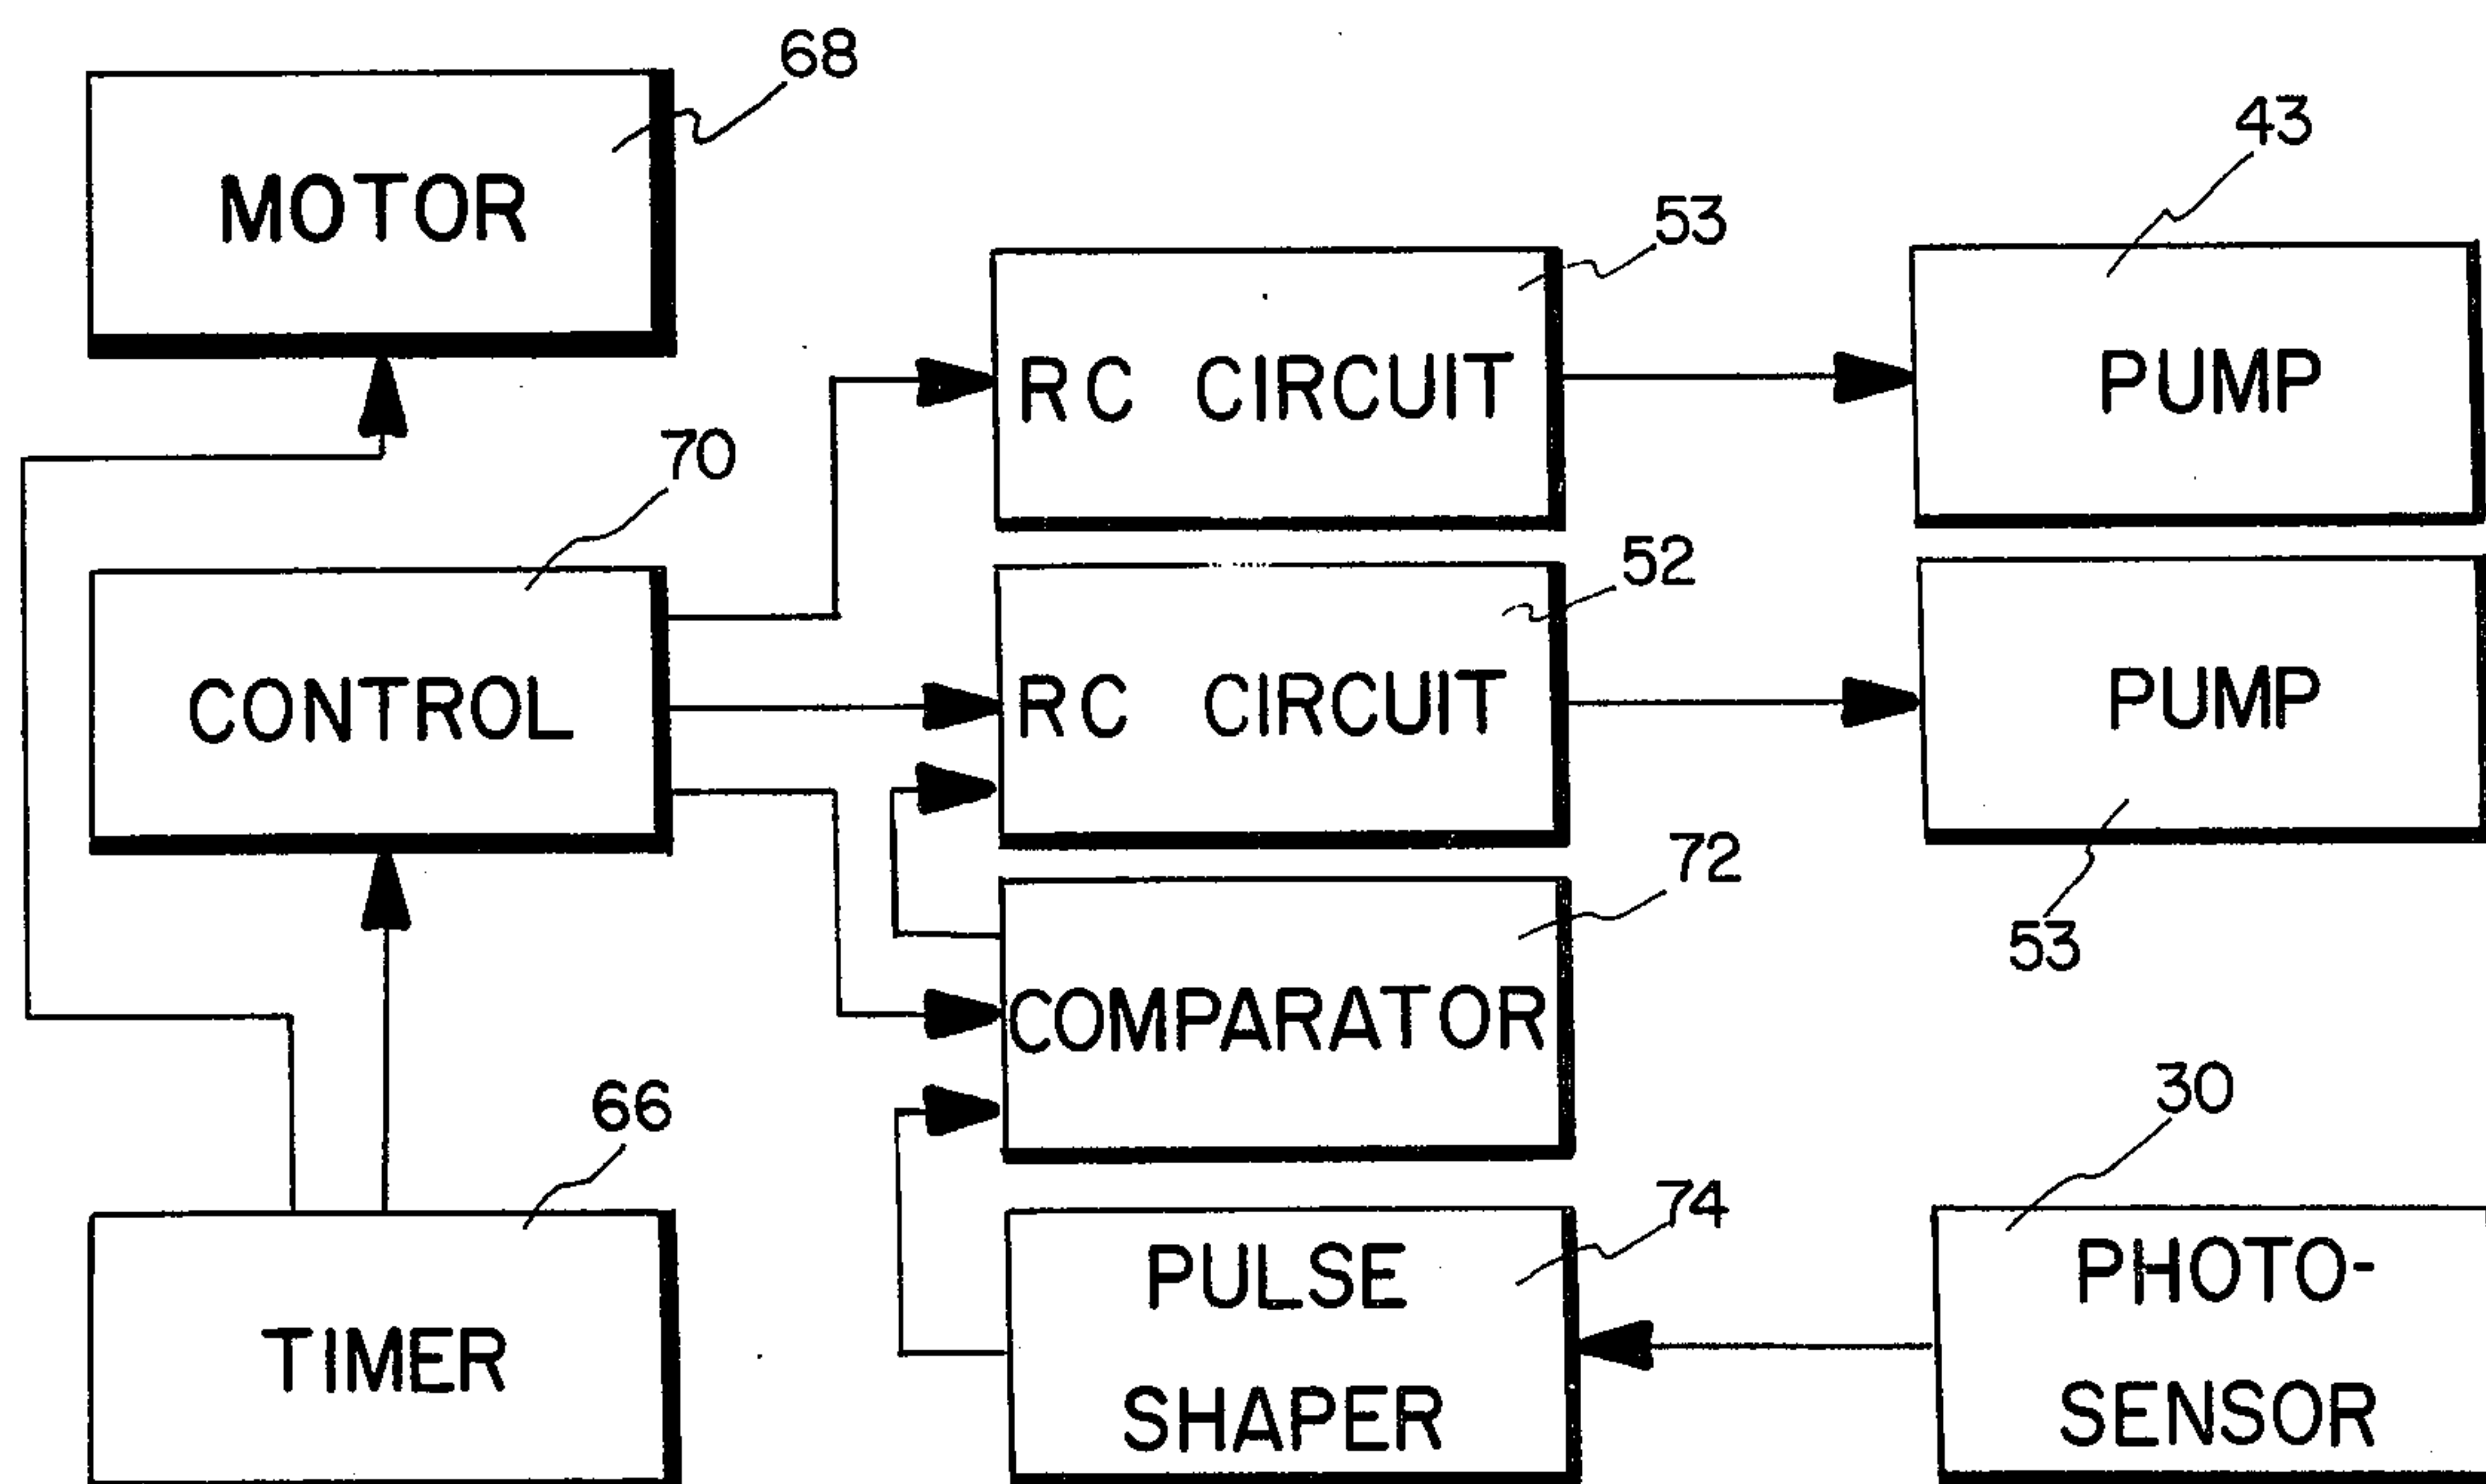 68
MOTOR
43
53
RC CIRCUIT
PUMP
70
52
CONTROL
RC CIRCUIT
PUMP
72
53
COMPARATOR
66
30
74
TIMER
PULSE
SHAPER
PHOTO-
SENSOR